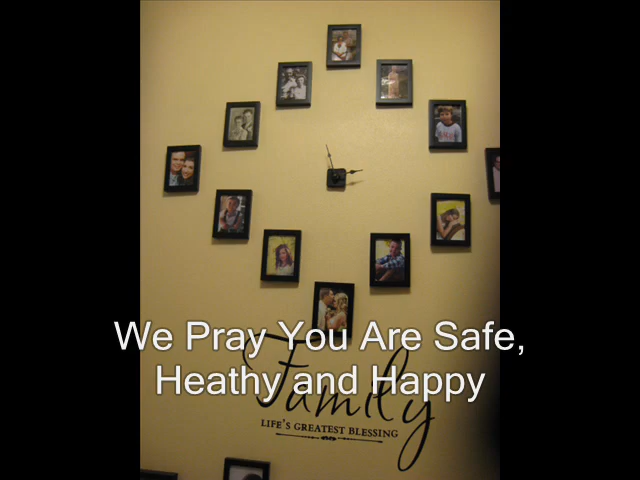 We Pray You Are Safe,
Heathy and Happy
Family
LIFE'S GREATEST BLESSING